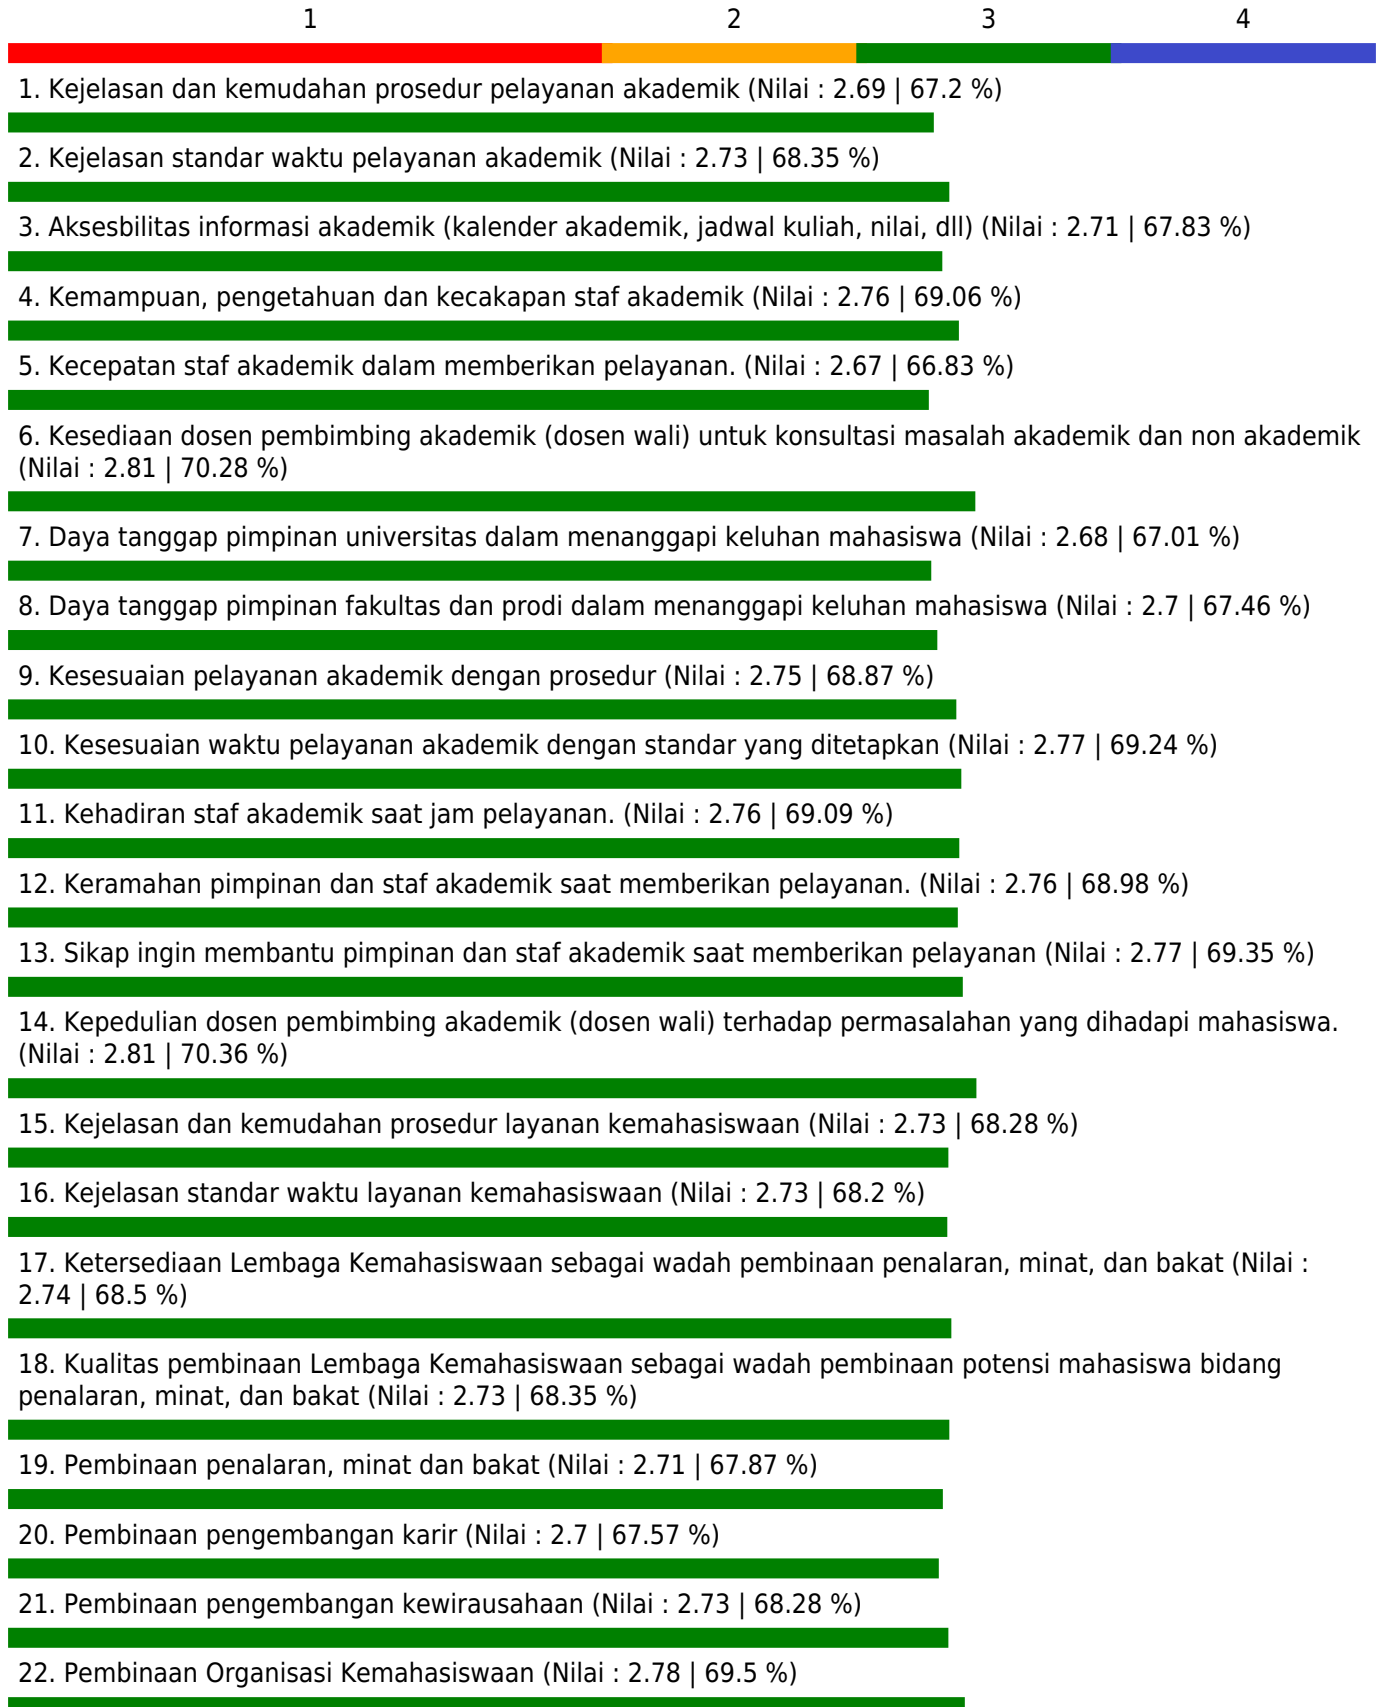 1 2 3 4
1. Kejelasan dan kemudahan prosedur pelayanan akademik (Nilai : 2.69 | 67.2 %)
2. Kejelasan standar waktu pelayanan akademik (Nilai : 2.73 | 68.35 %)
3. Aksesbilitas informasi akademik (kalender akademik, jadwal kuliah, nilai, dll) (Nilai : 2.71 | 67.83 %)
4. Kemampuan, pengetahuan dan kecakapan staf akademik (Nilai : 2.76 | 69.06 %)
5. Kecepatan staf akademik dalam memberikan pelayanan. (Nilai : 2.67 | 66.83 %)
6. Kesediaan dosen pembimbing akademik (dosen wali) untuk konsultasi masalah akademik dan non akademik
(Nilai : 2.81 | 70.28 %)
7. Daya tanggap pimpinan universitas dalam menanggapi keluhan mahasiswa (Nilai : 2.68 | 67.01 %)
8. Daya tanggap pimpinan fakultas dan prodi dalam menanggapi keluhan mahasiswa (Nilai : 2.7 | 67.46 %)
9. Kesesuaian pelayanan akademik dengan prosedur (Nilai : 2.75 | 68.87 %)
10. Kesesuaian waktu pelayanan akademik dengan standar yang ditetapkan (Nilai : 2.77 | 69.24 %)
11. Kehadiran staf akademik saat jam pelayanan. (Nilai : 2.76 | 69.09 %)
12. Keramahan pimpinan dan staf akademik saat memberikan pelayanan. (Nilai : 2.76 | 68.98 %)
13. Sikap ingin membantu pimpinan dan staf akademik saat memberikan pelayanan (Nilai : 2.77 | 69.35 %)
14. Kepedulian dosen pembimbing akademik (dosen wali) terhadap permasalahan yang dihadapi mahasiswa.
(Nilai : 2.81 | 70.36 %)
15. Kejelasan dan kemudahan prosedur layanan kemahasiswaan (Nilai : 2.73 | 68.28 %)
16. Kejelasan standar waktu layanan kemahasiswaan (Nilai : 2.73 | 68.2 %)
17. Ketersediaan Lembaga Kemahasiswaan sebagai wadah pembinaan penalaran, minat, dan bakat (Nilai :
2.74 | 68.5 %)
18. Kualitas pembinaan Lembaga Kemahasiswaan sebagai wadah pembinaan potensi mahasiswa bidang
penalaran, minat, dan bakat (Nilai : 2.73 | 68.35 %)
19. Pembinaan penalaran, minat dan bakat (Nilai : 2.71 | 67.87 %)
20. Pembinaan pengembangan karir (Nilai : 2.7 | 67.57 %)
21. Pembinaan pengembangan kewirausahaan (Nilai : 2.73 | 68.28 %)
22. Pembinaan Organisasi Kemahasiswaan (Nilai : 2.78 | 69.5 %)